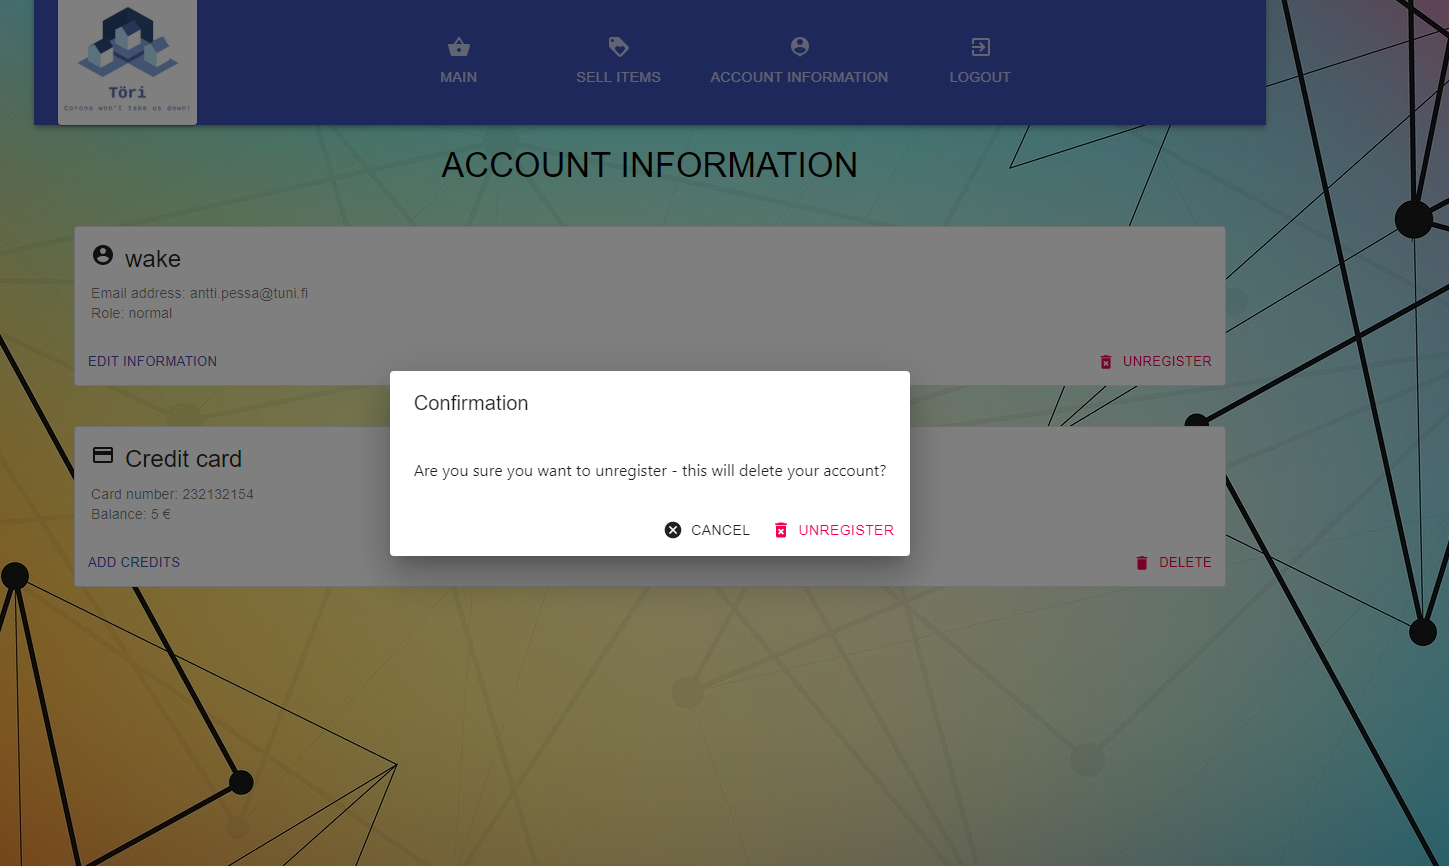 Töri
Corona won't take us down!
MAIN
SELL ITEMS
ACCOUNT INFORMATION
LOGOUT
ACCOUNT INFORMATION
wake
Email address: antti.pessa@tuni.fi
Role: normal
EDIT INFORMATION
UNREGISTER
Confirmation
Are you sure you want to unregister - this will delete your account?
CANCEL
UNREGISTER
Credit card
Card number: 232132154
Balance: 5 €
ADD CREDITS
DELETE